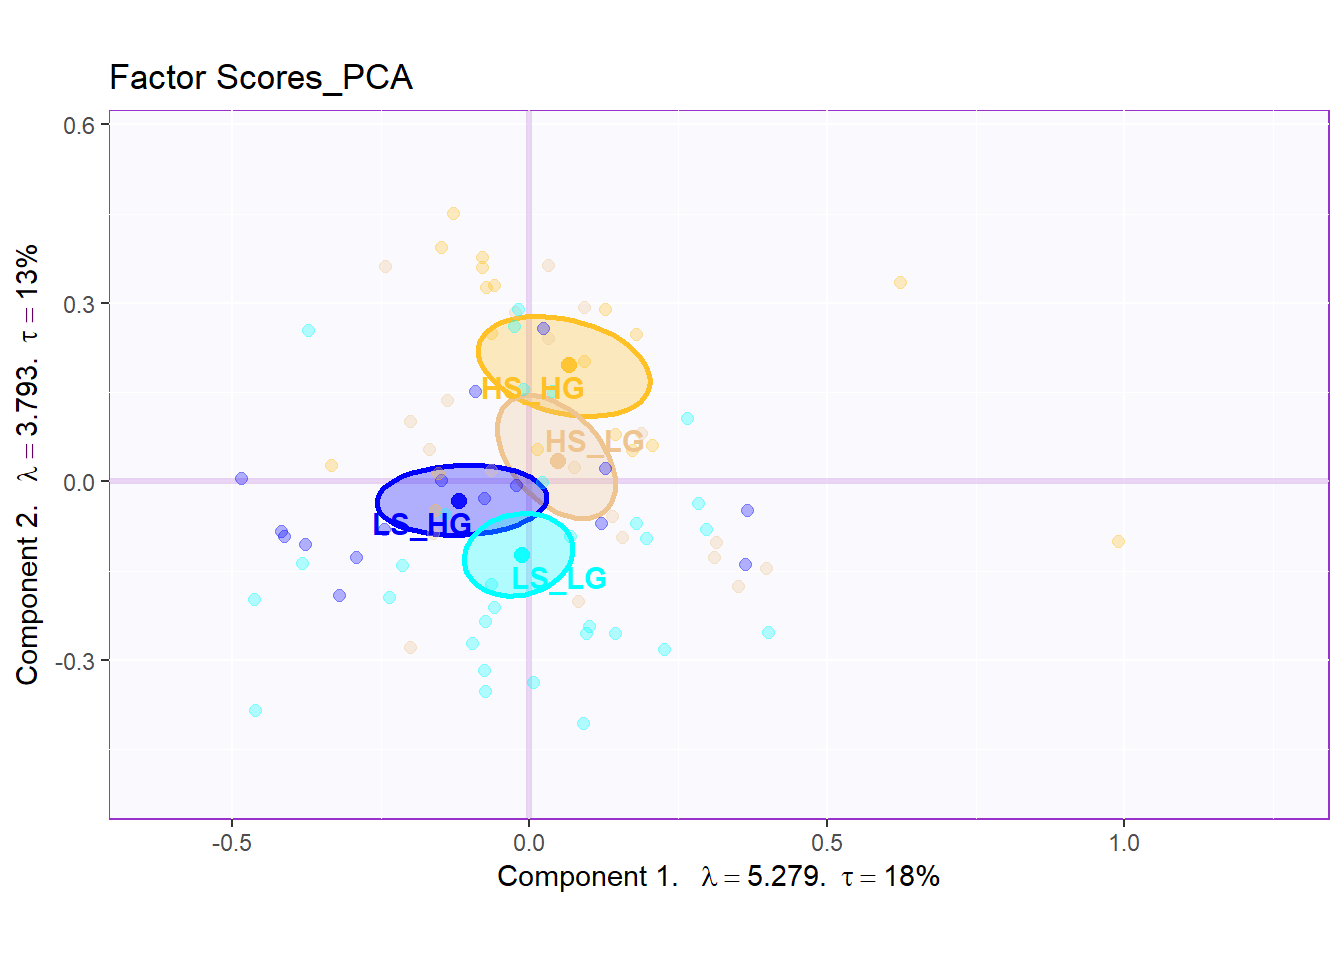 Factor Scores_PCA
0.6
0.3
0.0
-0.3
Component 2.   λ = 3.793.  τ = 13%
HS_HG
HS_LG
LS_HG
LS_LG
-0.5
0.0
0.5
1.0
Component 1.   λ = 5.279.  τ = 18%